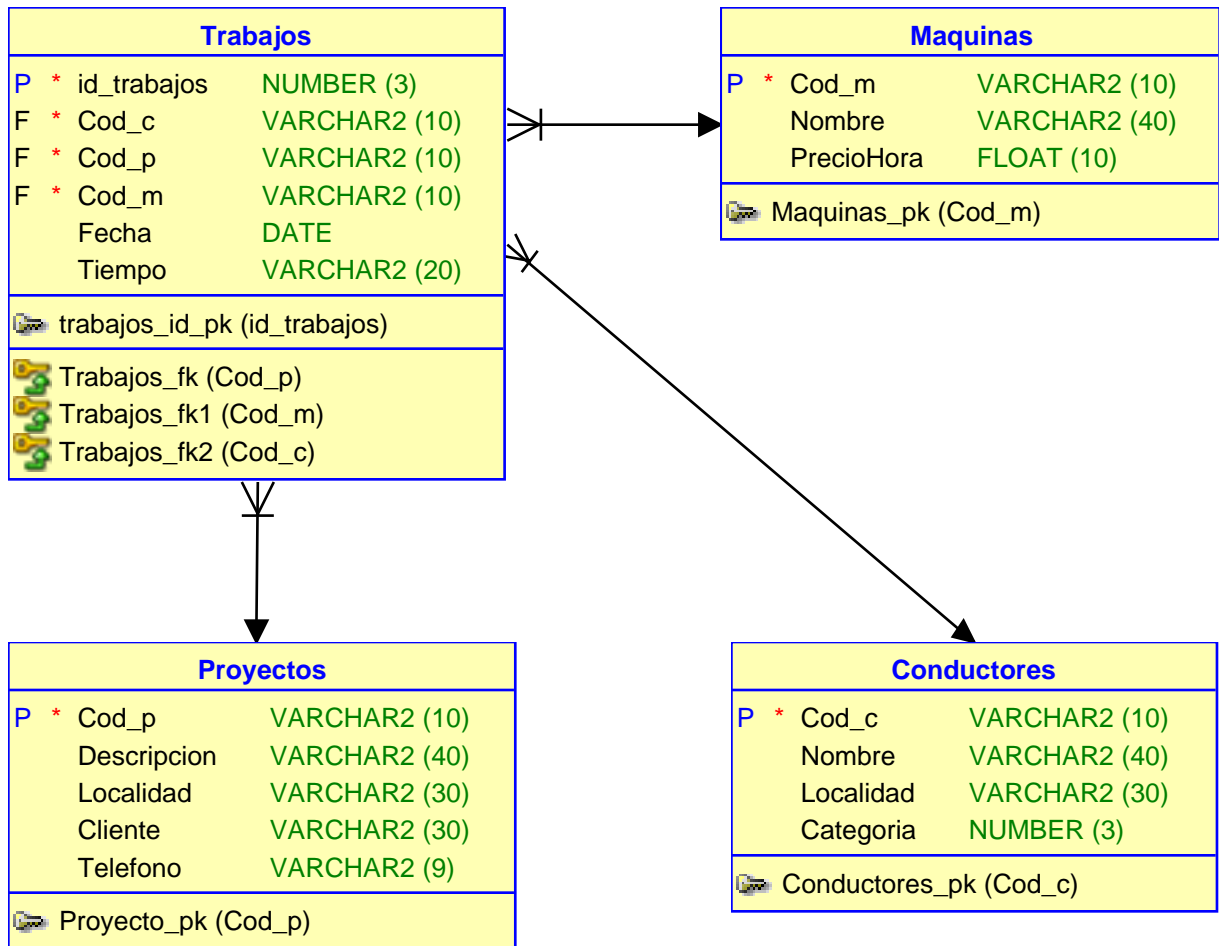 Trabajos
P * id_trabajos NUMBER (3)
F * Cod_c VARCHAR2 (10)
F * Cod_p VARCHAR2 (10)
F * Cod_m VARCHAR2 (10)
Fecha DATE
Tiempo VARCHAR2 (20)
trabajos_id_pk (id_trabajos)
Trabajos_fk (Cod_p)
Trabajos_fk1 (Cod_m)
Trabajos_fk2 (Cod_c)
Maquinas
P * Cod_m VARCHAR2 (10)
Nombre VARCHAR2 (40)
PrecioHora FLOAT (10)
Maquinas_pk (Cod_m)
Proyectos
P * Cod_p VARCHAR2 (10)
Descripcion VARCHAR2 (40)
Localidad VARCHAR2 (30)
Cliente VARCHAR2 (30)
Telefono VARCHAR2 (9)
Proyecto_pk (Cod_p)
Conductores
P * Cod_c VARCHAR2 (10)
Nombre VARCHAR2 (40)
Localidad VARCHAR2 (30)
Categoria NUMBER (3)
Conductores_pk (Cod_c)